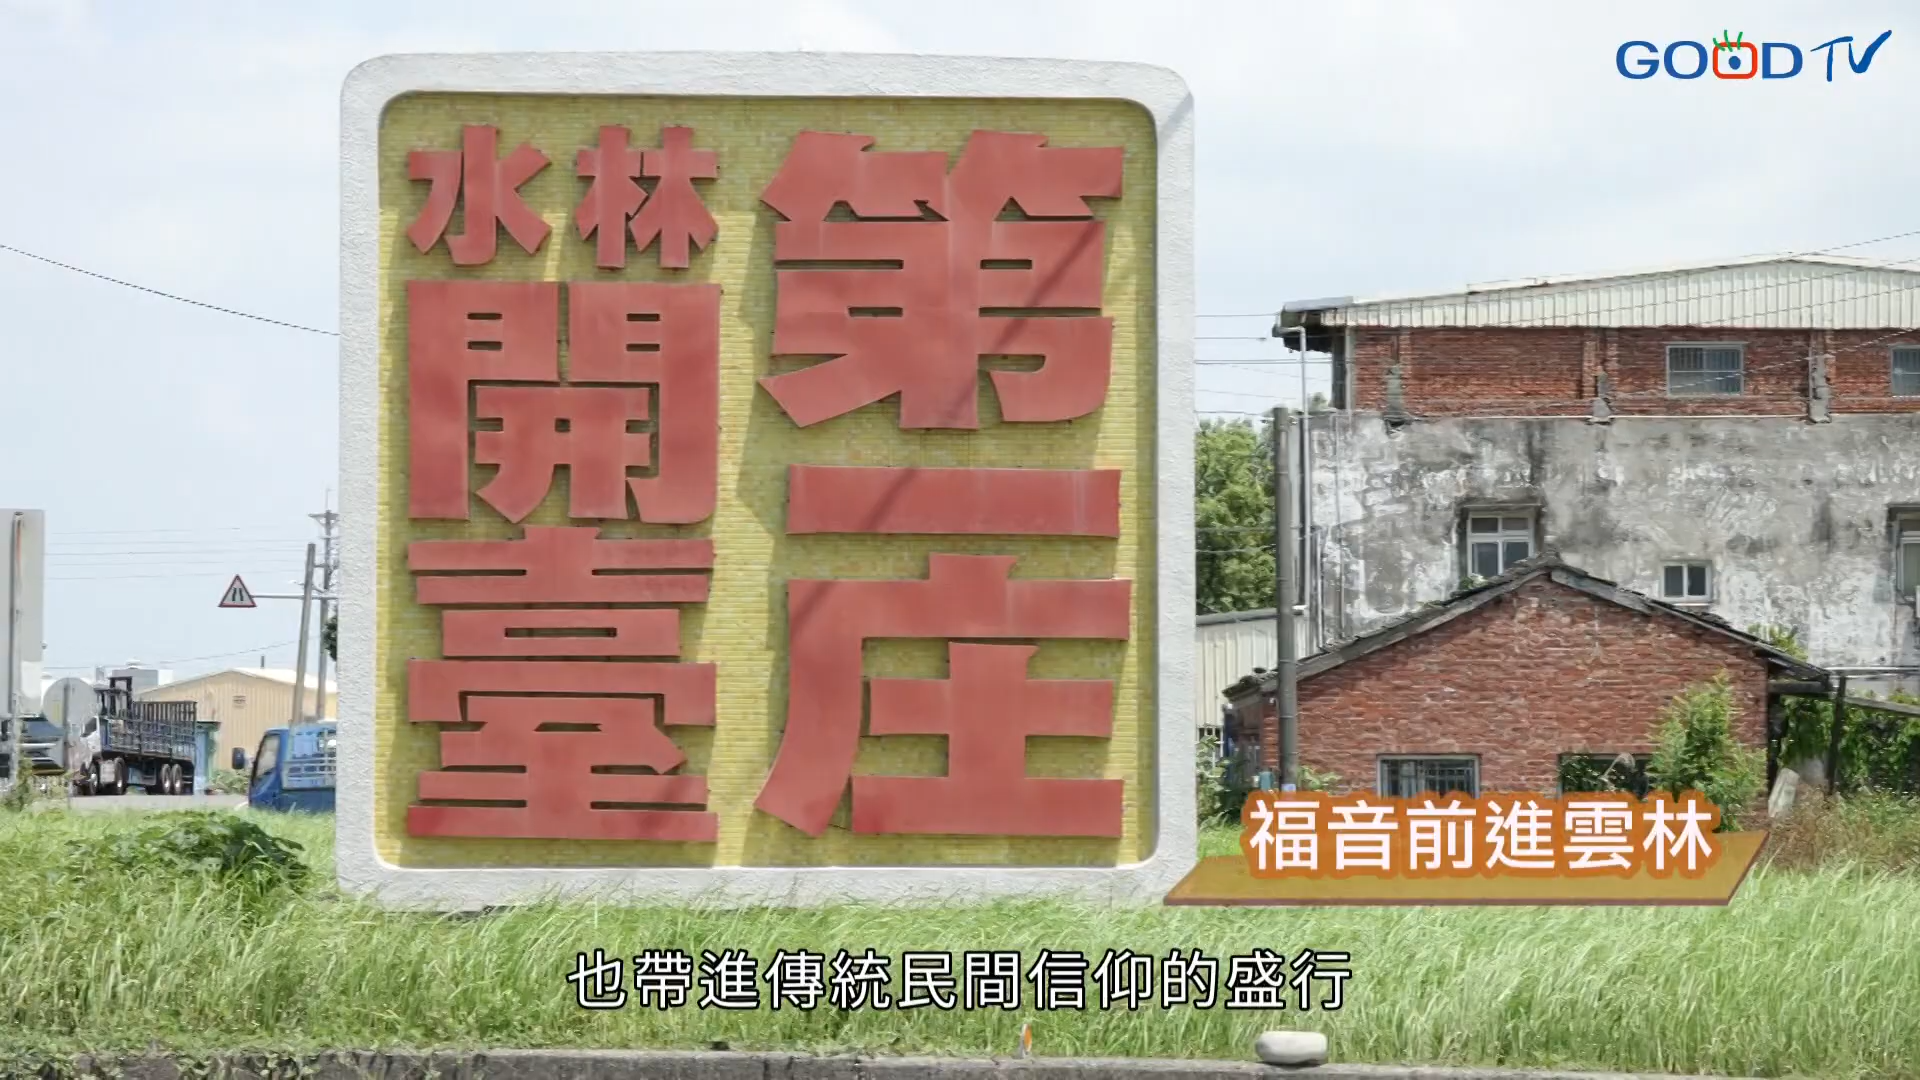 GOOD TV
水林
開臺
第一庄
福音前進雲林
也帶進傳統民間信仰的盛行